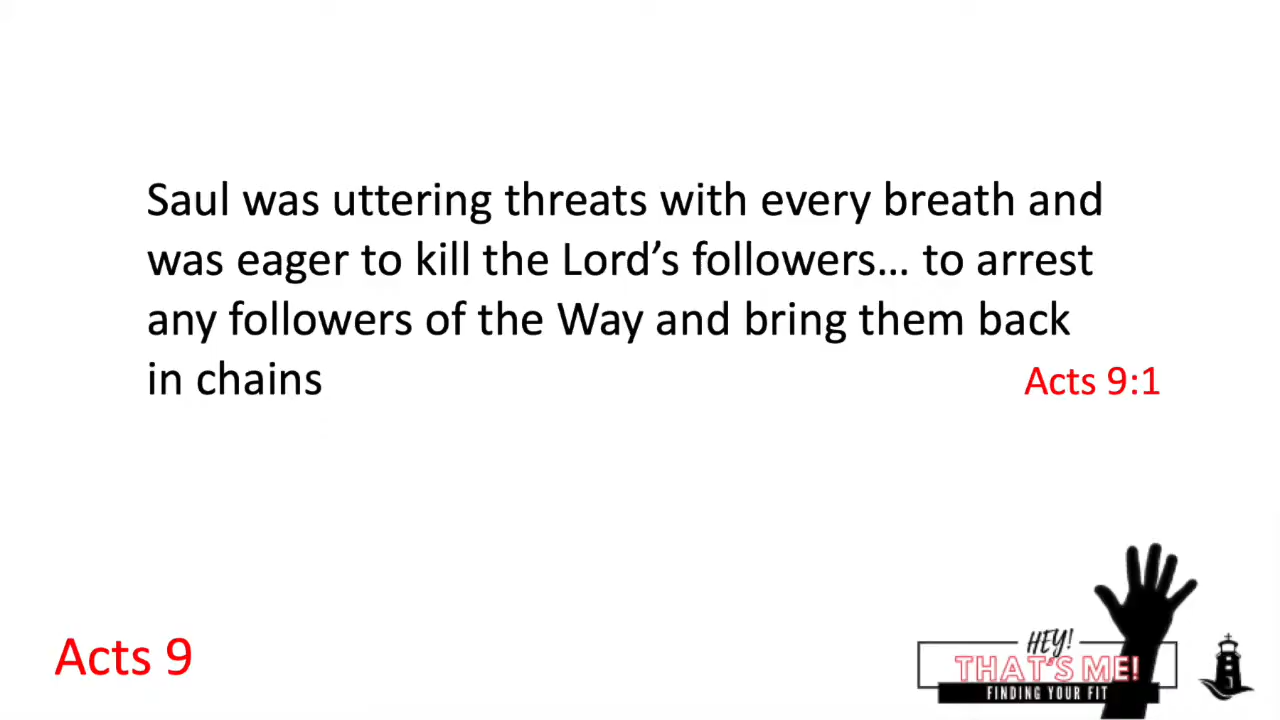 Saul was uttering threats with every breath and
was eager to kill the Lord’s followers… to arrest
any followers of the Way and bring them back
in chains
Acts 9:1
Acts 9
HEY!
THAT'S ME!
FINDING YOUR FIT